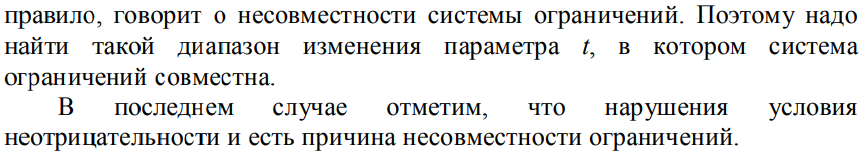 правило, говорит о несовместности системы ограничений. Поэтому надо
найти такой диапазон изменения параметра t, в котором система
ограничений совместна.
В последнем случае отметим, что нарушения условия
неотрицательности и есть причина несовместности ограничений.